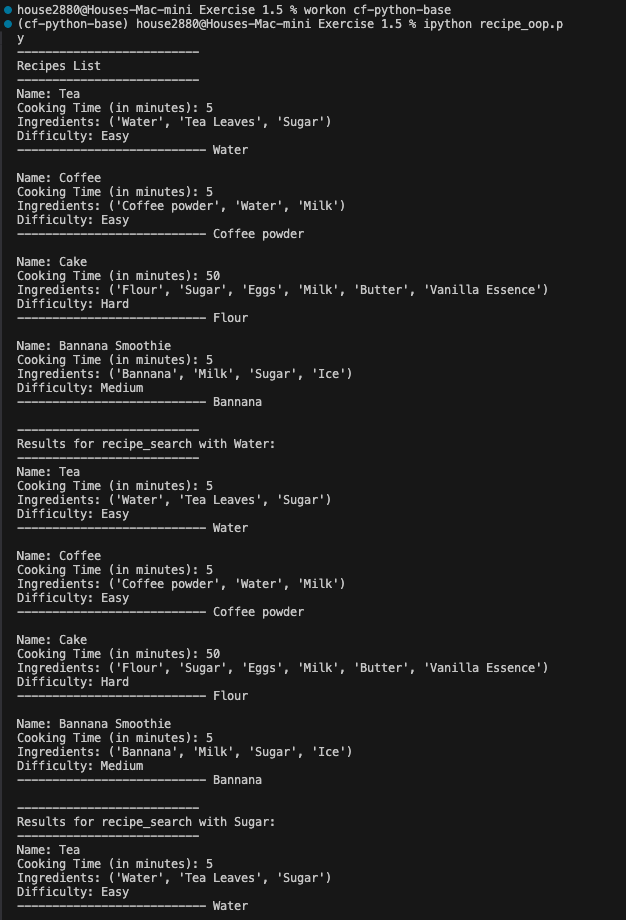 house2880@Houses-Mac-mini Exercise 1.5 % workon cf-python-base
(cf-python-base) house2880@Houses-Mac-mini Exercise 1.5 % ipython recipe_oop.p
y
--------------------------
Recipes List
--------------------------
Name: Tea
Cooking Time (in minutes): 5
Ingredients: ('Water', 'Tea Leaves', 'Sugar')
Difficulty: Easy
--------------------------- Water

Name: Coffee
Cooking Time (in minutes): 5
Ingredients: ('Coffee powder', 'Water', 'Milk')
Difficulty: Easy
--------------------------- Coffee powder

Name: Cake
Cooking Time (in minutes): 50
Ingredients: ('Flour', 'Sugar', 'Eggs', 'Milk', 'Butter', 'Vanilla Essence')
Difficulty: Hard
--------------------------- Flour

Name: Bannana Smoothie
Cooking Time (in minutes): 5
Ingredients: ('Bannana', 'Milk', 'Sugar', 'Ice')
Difficulty: Medium
--------------------------- Bannana

--------------------------
Results for recipe_search with Water:
--------------------------
Name: Tea
Cooking Time (in minutes): 5
Ingredients: ('Water', 'Tea Leaves', 'Sugar')
Difficulty: Easy
--------------------------- Water

Name: Coffee
Cooking Time (in minutes): 5
Ingredients: ('Coffee powder', 'Water', 'Milk')
Difficulty: Easy
--------------------------- Coffee powder

Name: Cake
Cooking Time (in minutes): 50
Ingredients: ('Flour', 'Sugar', 'Eggs', 'Milk', 'Butter', 'Vanilla Essence')
Difficulty: Hard
--------------------------- Flour

Name: Bannana Smoothie
Cooking Time (in minutes): 5
Ingredients: ('Bannana', 'Milk', 'Sugar', 'Ice')
Difficulty: Medium
--------------------------- Bannana

--------------------------
Results for recipe_search with Sugar:
--------------------------
Name: Tea
Cooking Time (in minutes): 5
Ingredients: ('Water', 'Tea Leaves', 'Sugar')
Difficulty: Easy
--------------------------- Water